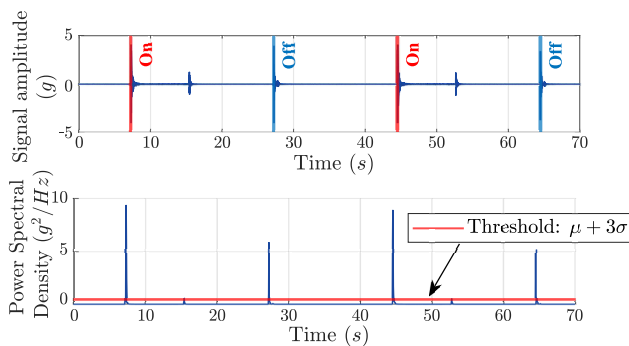 Signal amplitude
(g)
5
0
-5
On
Off
On
Off
0 10 20 30 40 50 60 70
Time (s)
Power Spectral
Density (g²/Hz)
10
5
0
Threshold: μ + 3σ
0 10 20 30 40 50 60 70
Time (s)